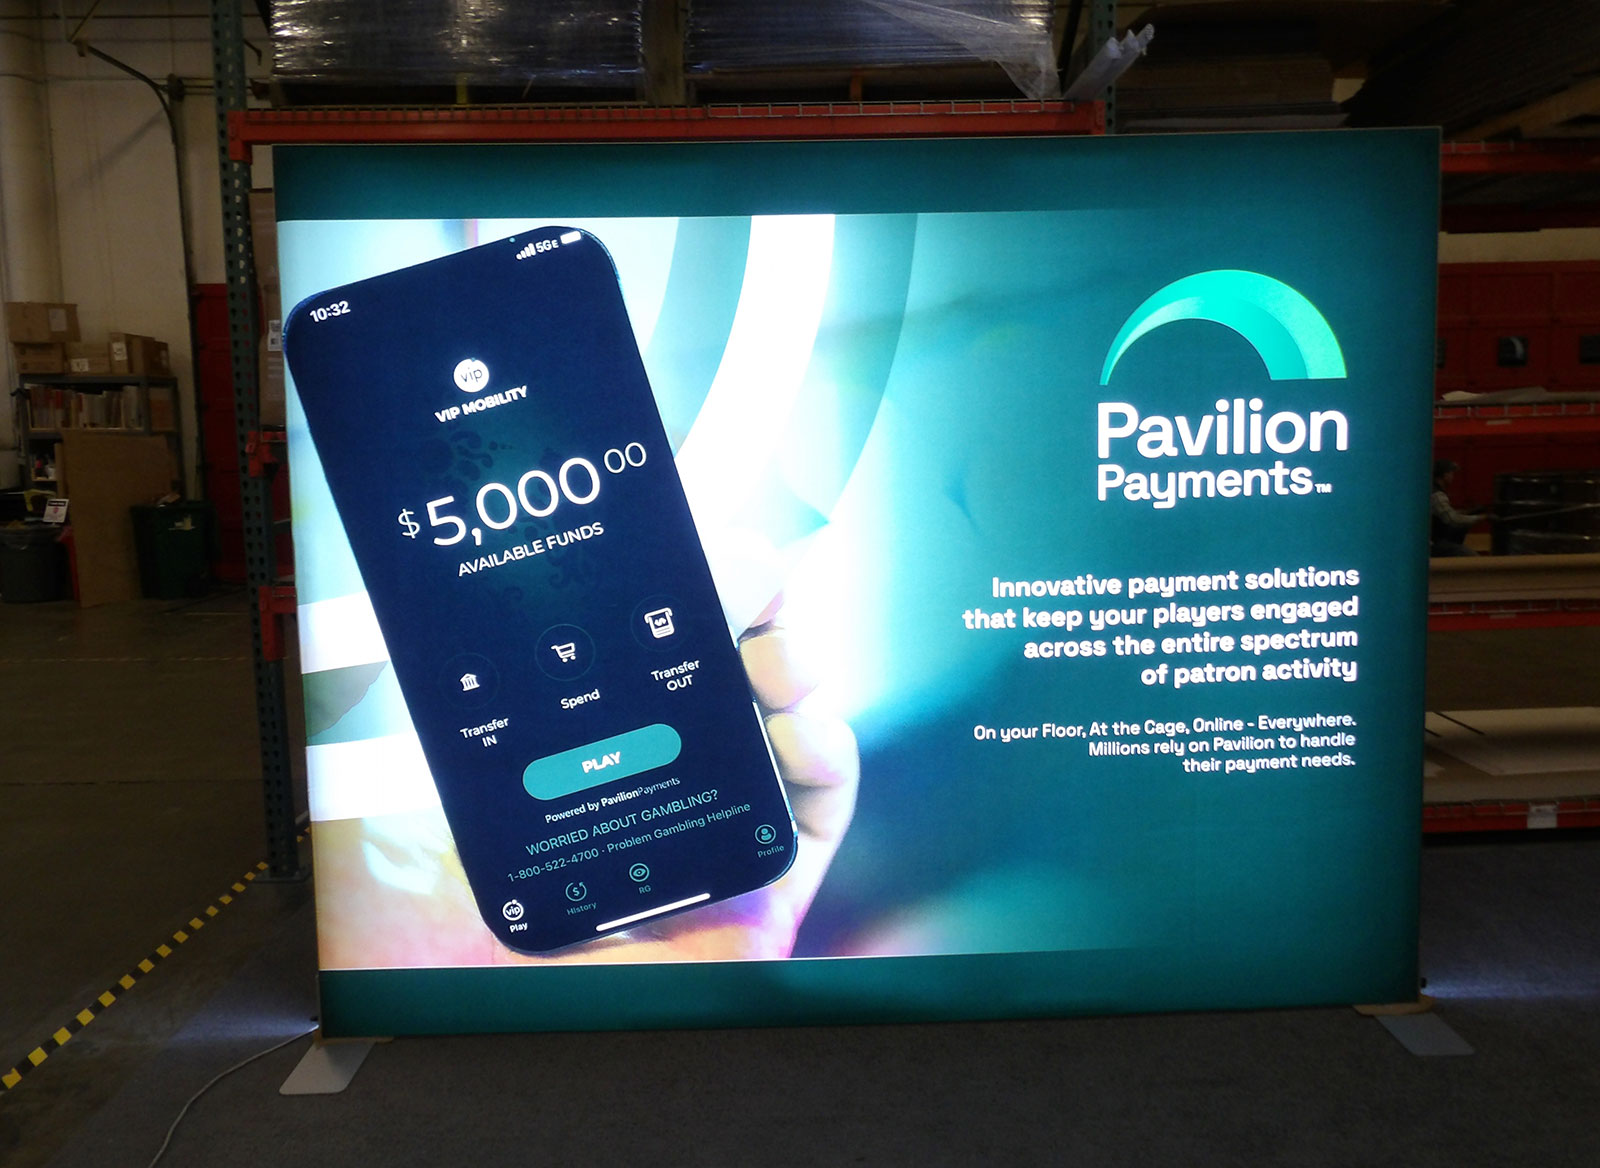 10:32
5GE
vip
VIP MOBILITY
$5,000 00
AVAILABLE FUNDS
Transfer
IN
Spend
Transfer
OUT
PLAY
Powered by PavilionPayments
WORRIED ABOUT GAMBLING?
1-800-522-4700 · Problem Gambling Helpline
vip
Play
$
History
RG
Profile
Pavilion
Payments™
Innovative payment solutions
that keep your players engaged
across the entire spectrum
of patron activity
On your Floor, At the Cage, Online - Everywhere.
Millions rely on Pavilion to handle
their payment needs.